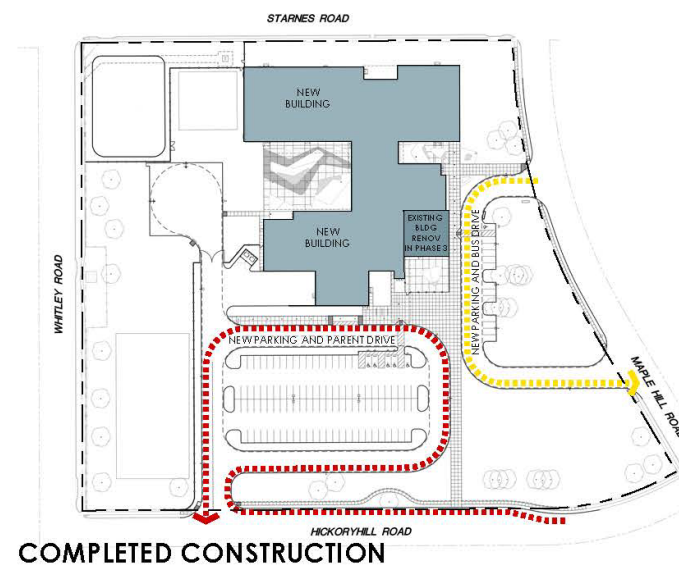 STARNES ROAD
NEW
BUILDING
EXISTING
BLDG
RENOV
IN PHASE 3
NEW
BUILDING
NEW PARKING AND BUS DRIVE
WHITLEY ROAD
NEW PARKING AND PARENT DRIVE
MAPLE HILL ROAD
HICKORYHILL ROAD
COMPLETED CONSTRUCTION